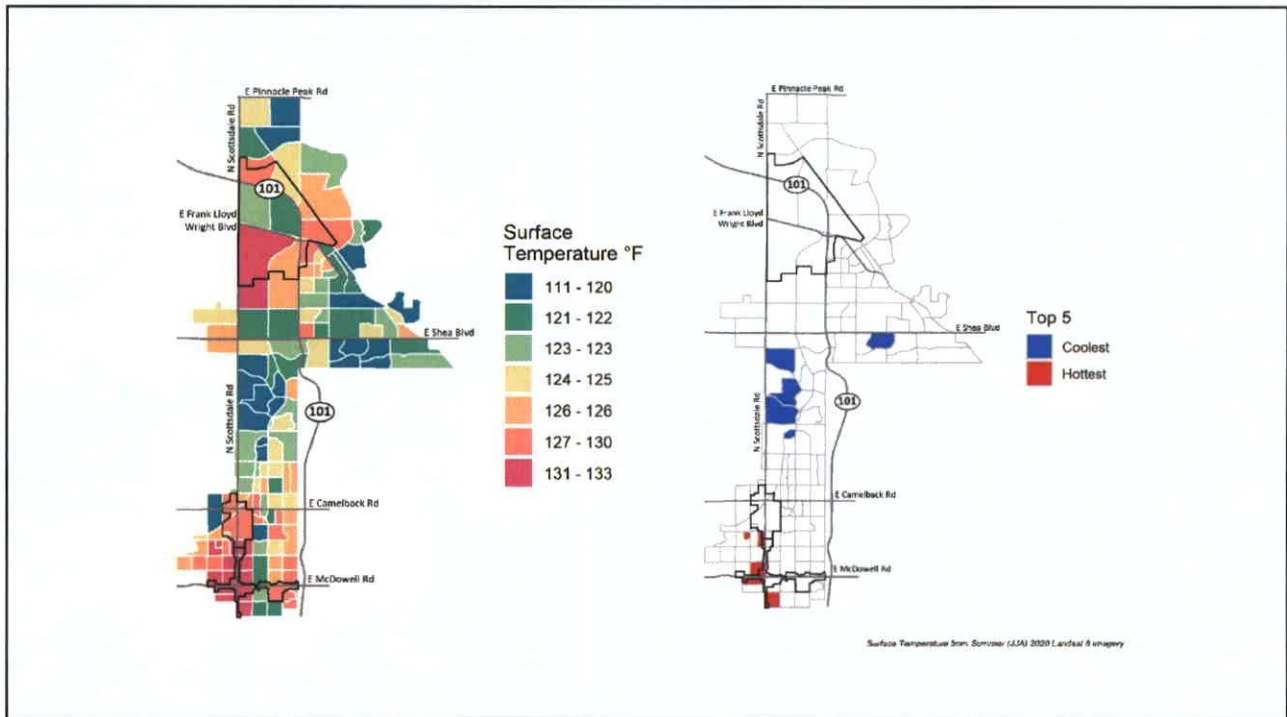 E Pinnacle Peak Rd
N Scottsdale Rd
101
E Frank Lloyd
Wright Blvd
E Shea Blvd
101
N Scottsdale Rd
E Camelback Rd
E McDowell Rd
Surface
Temperature °F
111 - 120
121 - 122
123 - 123
124 - 125
126 - 126
127 - 130
131 - 133
E Pinnacle Peak Rd
N Scottsdale Rd
101
E Frank Lloyd
Wright Blvd
E Shea Blvd
101
N Scottsdale Rd
E Camelback Rd
E McDowell Rd
Top 5
Coolest
Hottest
Surface Temperature from Summer (JJA) 2020 Landsat 8 imagery